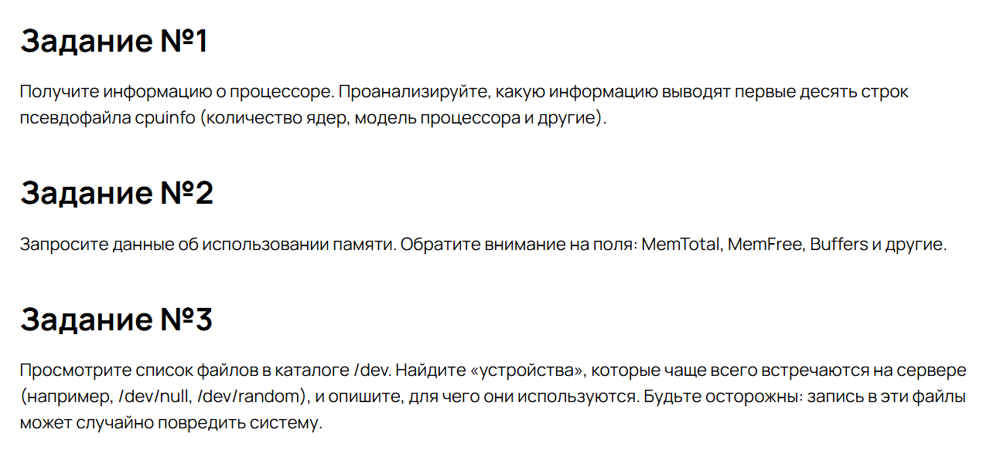 Задание №1
Получите информацию о процессоре. Проанализируйте, какую информацию выводят первые десять строк
псевдофайла cpuinfo (количество ядер, модель процессора и другие).
Задание №2
Запросите данные об использовании памяти. Обратите внимание на поля: MemTotal, MemFree, Buffers и другие.
Задание №3
Просмотрите список файлов в каталоге /dev. Найдите «устройства», которые чаще всего встречаются на сервере
(например, /dev/null, /dev/random), и опишите, для чего они используются. Будьте осторожны: запись в эти файлы
может случайно повредить систему.